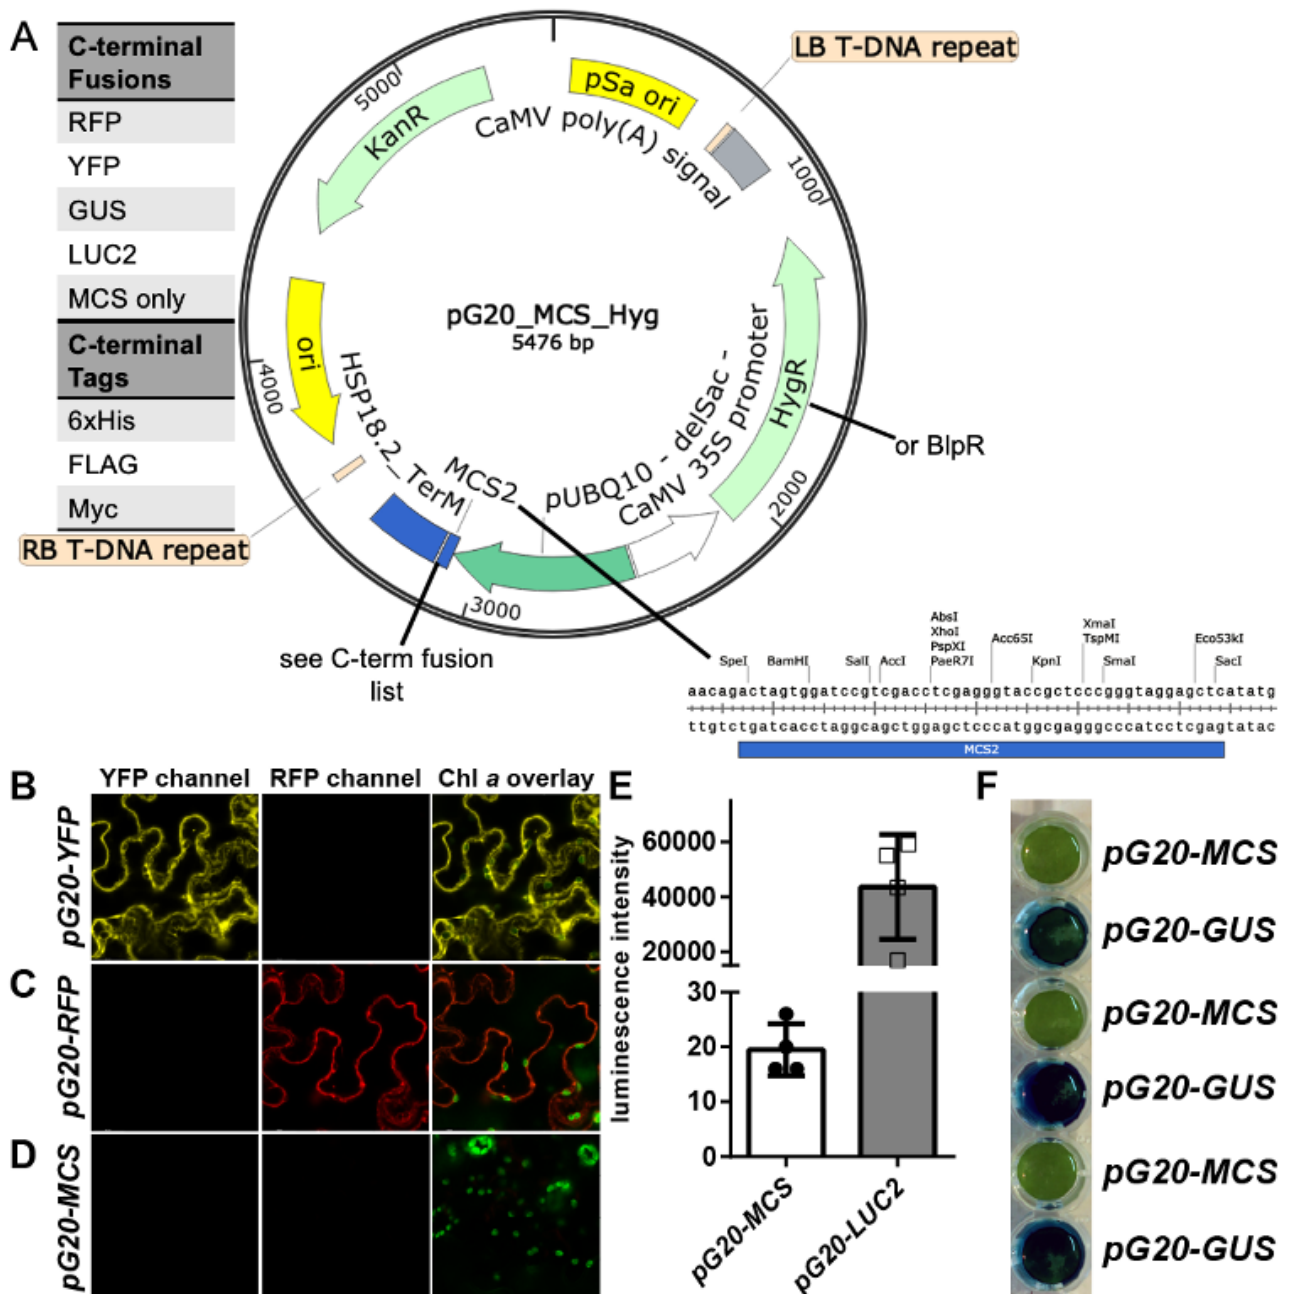 A
C-terminal
Fusions
RFP
YFP
GUS
LUC2
MCS only
C-terminal
Tags
6xHis
FLAG
Myc
LB T-DNA repeat
pSa ori
CaMV poly(A) signal
5000
KanR
1000
pG20_MCS_Hyg
5476 bp
HygR
or BlpR
ori
4000
HSP18.2_TerM
MCS2
pUBQ10 - delSac -
CaMV 35S promoter
2000
RB T-DNA repeat
3000
see C-term fusion
list
AbsI
XhoI
PspXI
PaeR7I
XmaI
TspMI
Acc65I
Eco53kI
SpeI
BamHI
SalI
AccI
KpnI
SmaI
SacI
aacagactagtggatccgtcgacctcgagggtaccgctcccgggtaggagctcatatg
ttgtctgatcacctaggcagctggagctcccatggcgagggcccatcctcgagtatac
MCS2
B
YFP channel
RFP channel
Chl a overlay
pG20-YFP
C
pG20-RFP
D
pG20-MCS
E
luminescence intensity
60000
40000
20000
30
20
10
0
pG20-MCS
pG20-LUC2
F
pG20-MCS
pG20-GUS
pG20-MCS
pG20-GUS
pG20-MCS
pG20-GUS